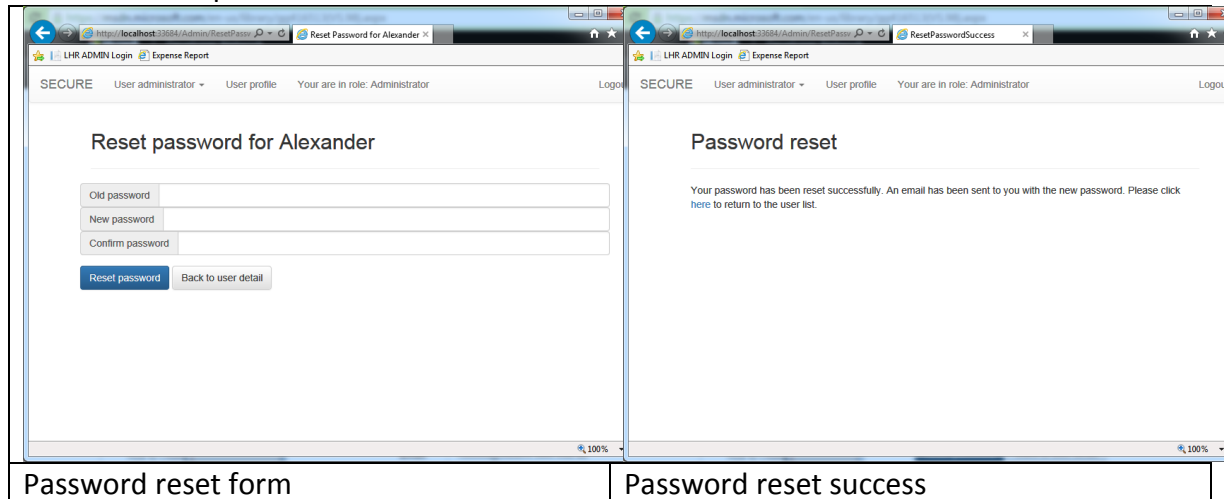 http://localhost:33684/Admin/ResetPassv
Reset Password for Alexander
LHR ADMIN Login Expense Report
SECURE User administrator User profile Your are in role: Administrator Logou
Reset password for Alexander
Old password
New password
Confirm password
Reset password Back to user detail
100%
Password reset form
http://localhost:33684/Admin/ResetPassv
ResetPasswordSuccess
LHR ADMIN Login Expense Report
SECURE User administrator User profile Your are in role: Administrator Logou
Password reset
Your password has been reset successfully. An email has been sent to you with the new password. Please click
here to return to the user list.
100%
Password reset success